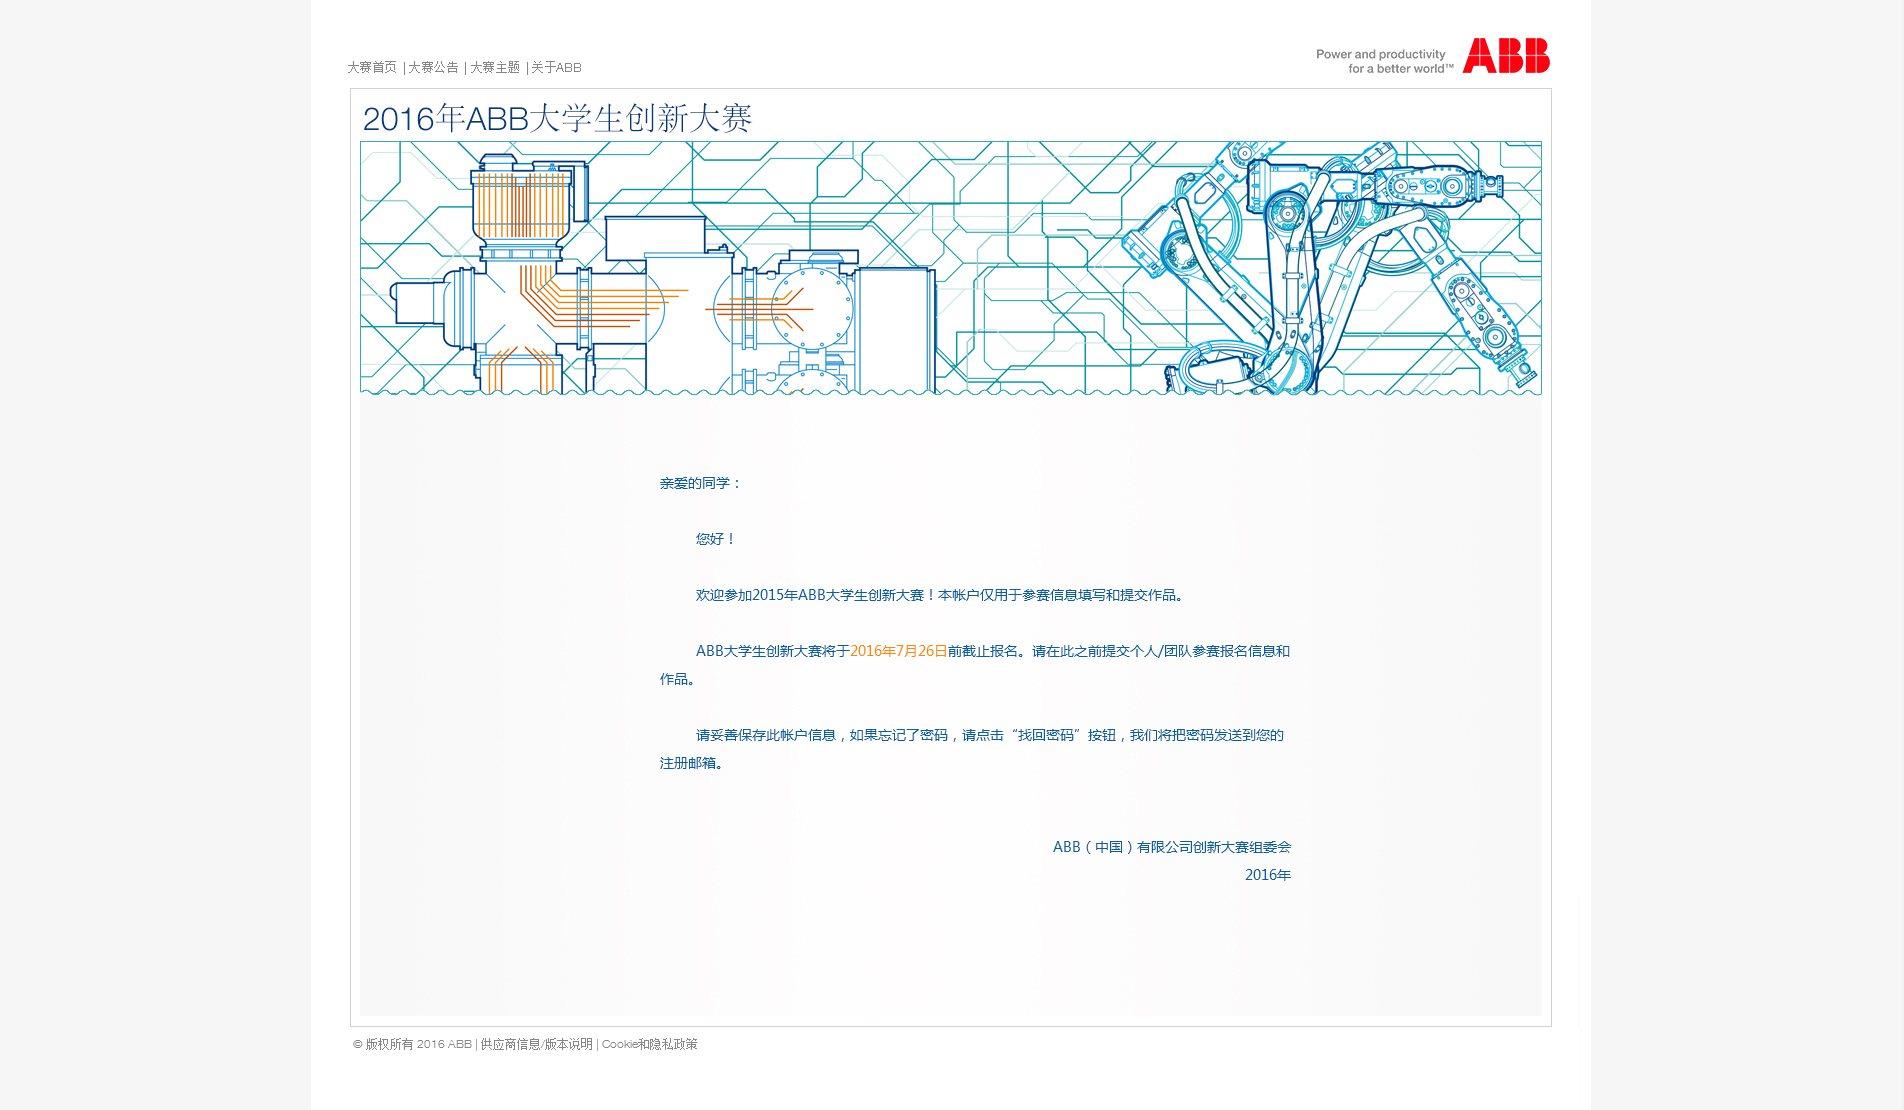 大赛首页 | 大赛公告 | 大赛主题 | 关于ABB
Power and productivity
for a better world™
ABB
2016年ABB大学生创新大赛
亲爱的同学：
您好！
欢迎参加2015年ABB大学生创新大赛！本帐户仅用于参赛信息填写和提交作品。
ABB大学生创新大赛将于2016年7月26日前截止报名。请在此之前提交个人/团队参赛报名信息和
作品。
请妥善保存此帐户信息，如果忘记了密码，请点击“找回密码”按钮，我们将把密码发送到您的
注册邮箱。
ABB（中国）有限公司创新大赛组委会
2016年
© 版权所有 2016 ABB | 供应商信息/版本说明 | Cookie和隐私政策